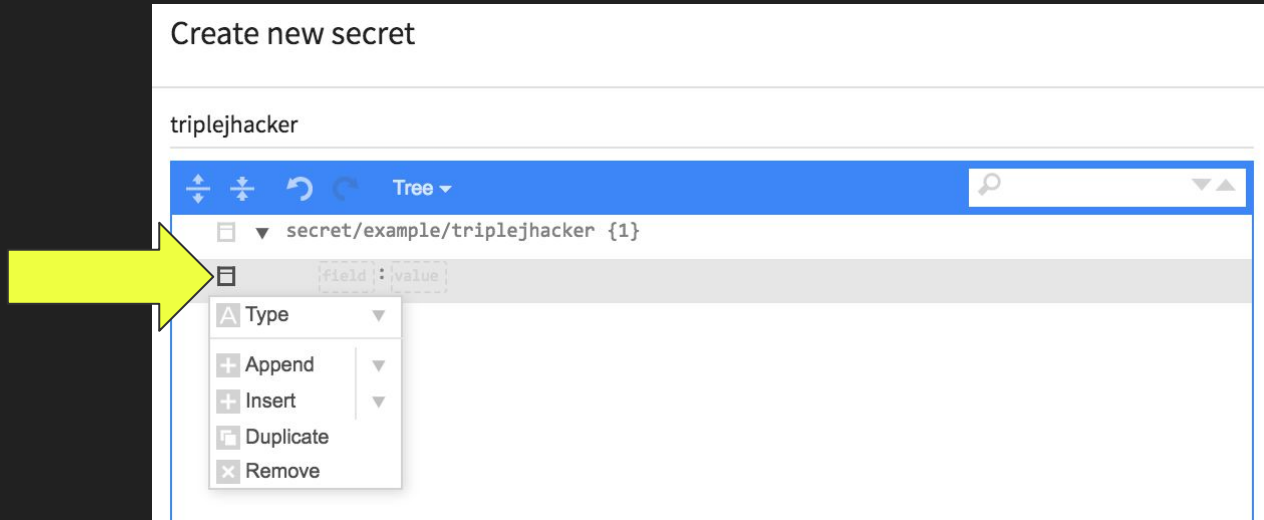 Create new secret
triplejhacker
Tree
secret/example/triplejhacker {1}
field : value
Type
Append
Insert
Duplicate
Remove